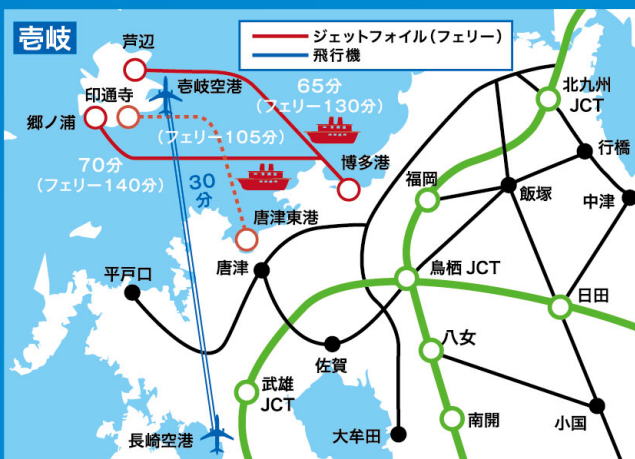 壱岐
ジェットフォイル(フェリー)
飛行機
芦辺
印通寺
壱岐空港
郷ノ浦
65分
(フェリー130分)
(フェリー105分)
70分
(フェリー140分)
30
分
博多港
唐津東港
唐津
平戸口
佐賀
武雄
JCT
長崎空港
大牟田
北九州
JCT
行橋
福岡
飯塚
中津
鳥栖 JCT
日田
八女
南開
小国